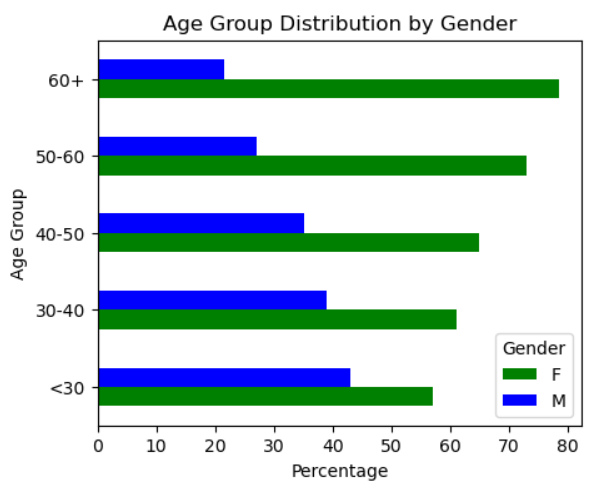 Age Group Distribution by Gender
Age Group
60+
50-60
40-50
30-40
<30
0 10 20 30 40 50 60 70 80
Percentage
Gender
F
M